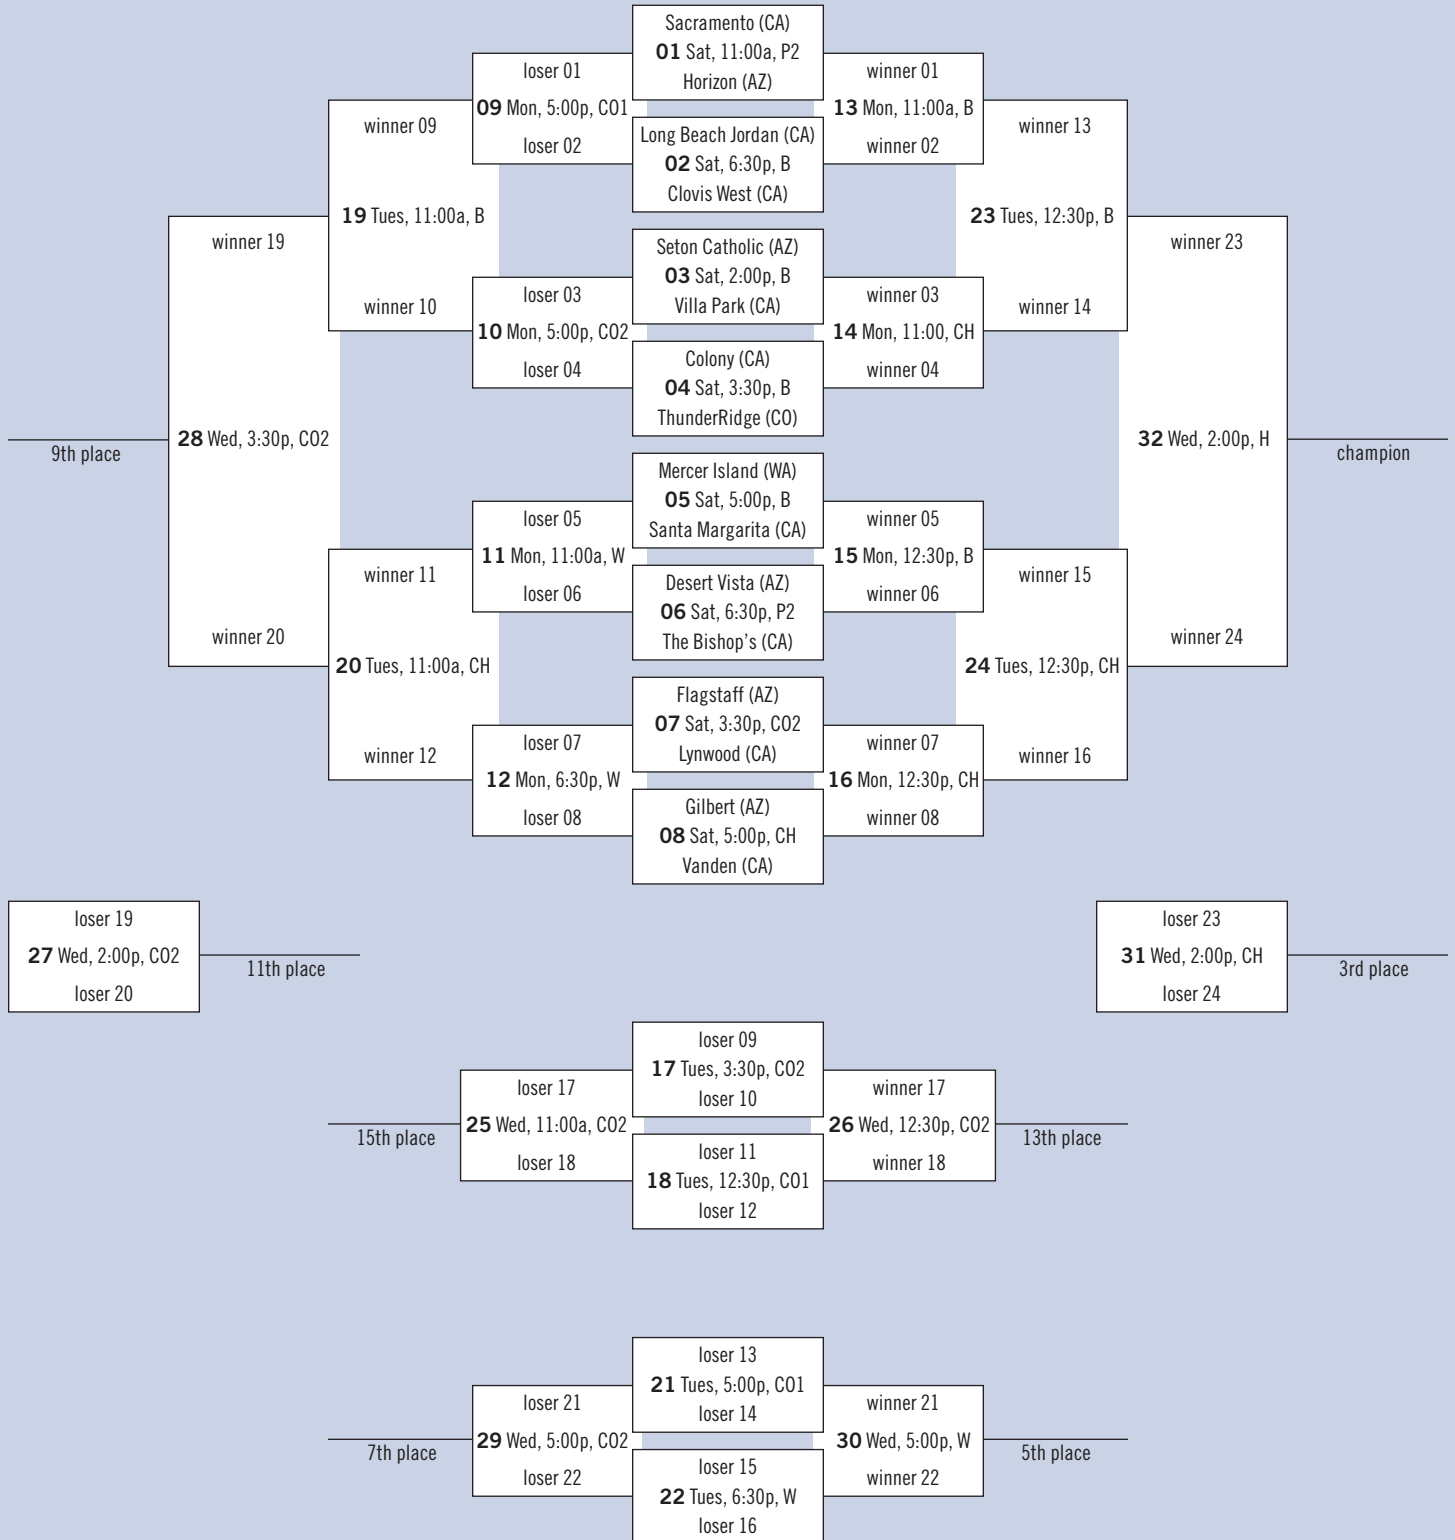 Sacramento (CA)
01 Sat, 11:00a, P2
Horizon (AZ)
loser 01
09 Mon, 5:00p, CO1
loser 02
winner 01
13 Mon, 11:00a, B
winner 02
Long Beach Jordan (CA)
02 Sat, 6:30p, B
Clovis West (CA)
winner 09
19 Tues, 11:00a, B
winner 10
winner 13
23 Tues, 12:30p, B
winner 14
Seton Catholic (AZ)
03 Sat, 2:00p, B
Villa Park (CA)
loser 03
10 Mon, 5:00p, CO2
loser 04
winner 03
14 Mon, 11:00, CH
winner 04
Colony (CA)
04 Sat, 3:30p, B
ThunderRidge (CO)
winner 19
28 Wed, 3:30p, CO2
winner 20
9th place
winner 23
32 Wed, 2:00p, H
winner 24
champion
Mercer Island (WA)
05 Sat, 5:00p, B
Santa Margarita (CA)
loser 05
11 Mon, 11:00a, W
loser 06
winner 05
15 Mon, 12:30p, B
winner 06
Desert Vista (AZ)
06 Sat, 6:30p, P2
The Bishop's (CA)
winner 11
20 Tues, 11:00a, CH
winner 12
winner 15
24 Tues, 12:30p, CH
winner 16
Flagstaff (AZ)
07 Sat, 3:30p, CO2
Lynwood (CA)
loser 07
12 Mon, 6:30p, W
loser 08
winner 07
16 Mon, 12:30p, CH
winner 08
Gilbert (AZ)
08 Sat, 5:00p, CH
Vanden (CA)
loser 19
27 Wed, 2:00p, CO2
loser 20
11th place
loser 23
31 Wed, 2:00p, CH
loser 24
3rd place
loser 09
17 Tues, 3:30p, CO2
loser 10
loser 17
25 Wed, 11:00a, CO2
loser 18
15th place
winner 17
26 Wed, 12:30p, CO2
winner 18
13th place
loser 11
18 Tues, 12:30p, CO1
loser 12
loser 13
21 Tues, 5:00p, CO1
loser 14
loser 21
29 Wed, 5:00p, CO2
loser 22
7th place
winner 21
30 Wed, 5:00p, W
winner 22
5th place
loser 15
22 Tues, 6:30p, W
loser 16